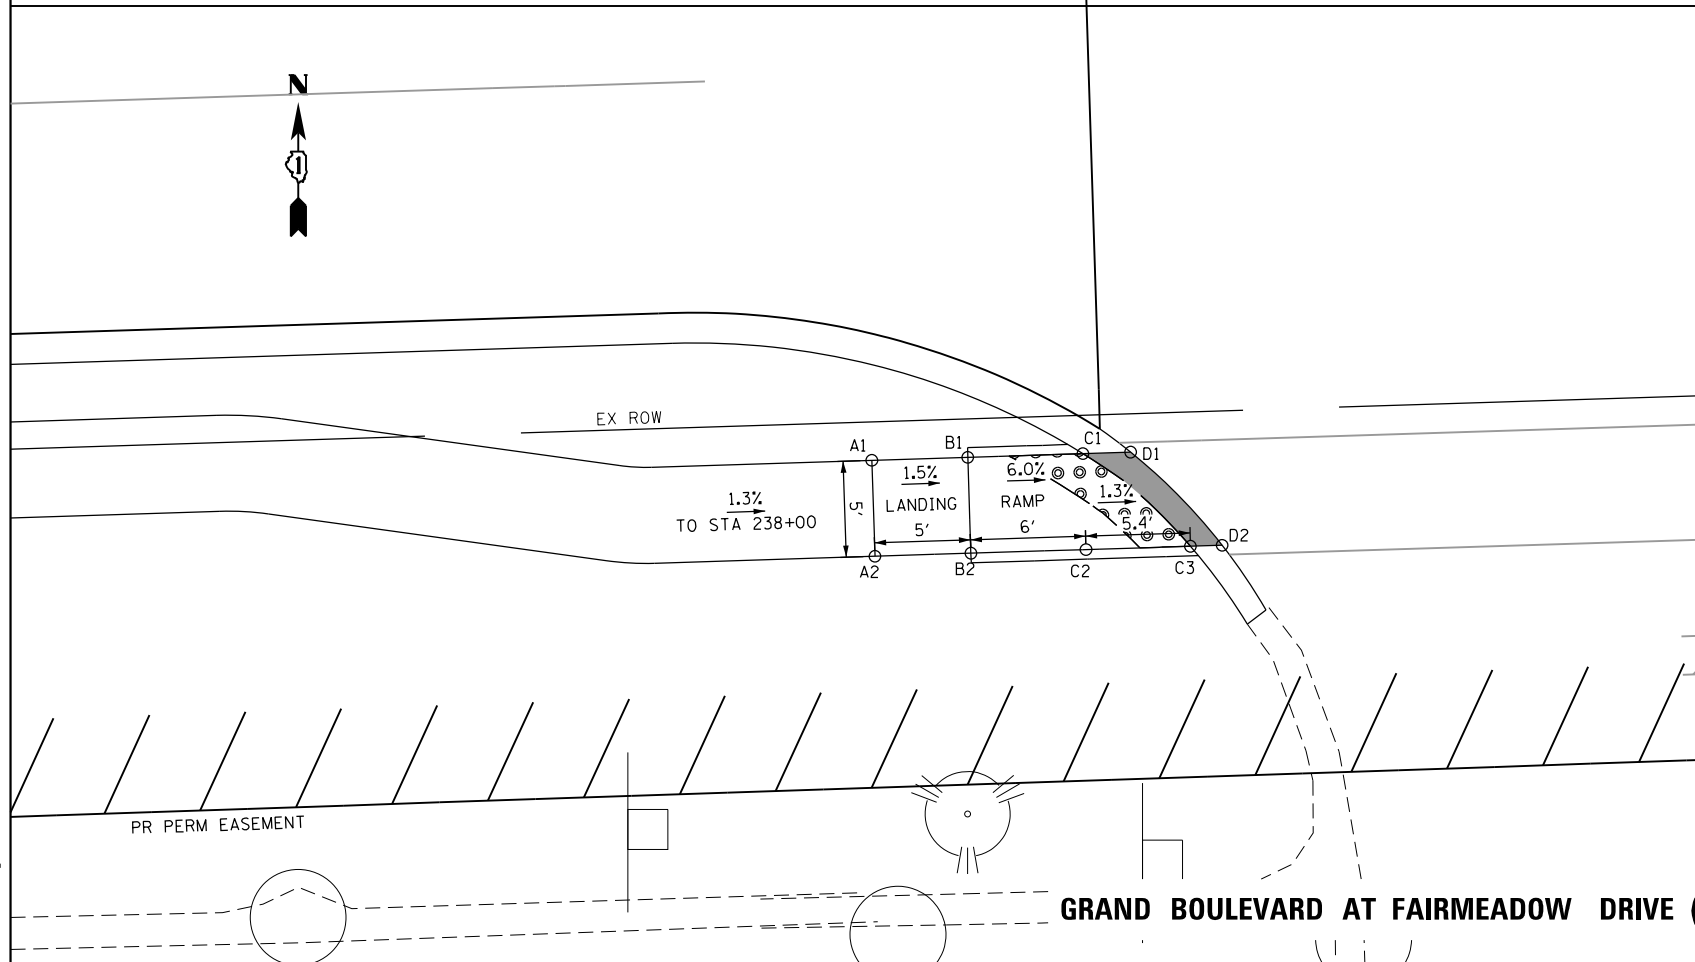 N
1
EX ROW
A1
B1
C1
D1
1.5%
6.0%
1.3%
1.3%
5'
LANDING
RAMP
TO STA 238+00
5'
6'
5.4'
D2
A2
B2
C2
C3
PR PERM EASEMENT
GRAND BOULEVARD AT FAIRMEADOW DRIVE (